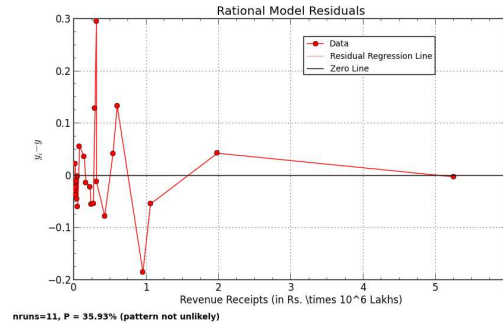 Rational Model Residuals
0.3
0.2
0.1
0
−0.1
−0.2
0
1
2
3
4
5
Data
Residual Regression Line
Zero Line
Revenue Receipts (in Rs. \times 10^6 Lakhs)
nruns=11, P = 35.93% (pattern not unlikely)